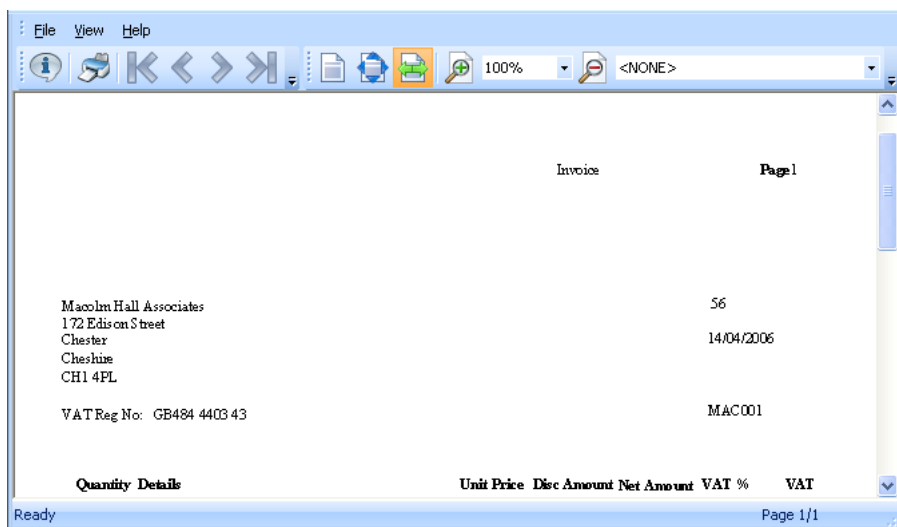 File View Help
100% <NONE>
Invoice Page1
Macolm Hall Associates 56
172 Edison Street
Chester 14/04/2006
Cheshire
CH1 4PL
VAT Reg No: GB484 4403 43 MAC001
Quantity Details Unit Price Disc Amount Net Amount VAT % VAT
Ready Page 1/1